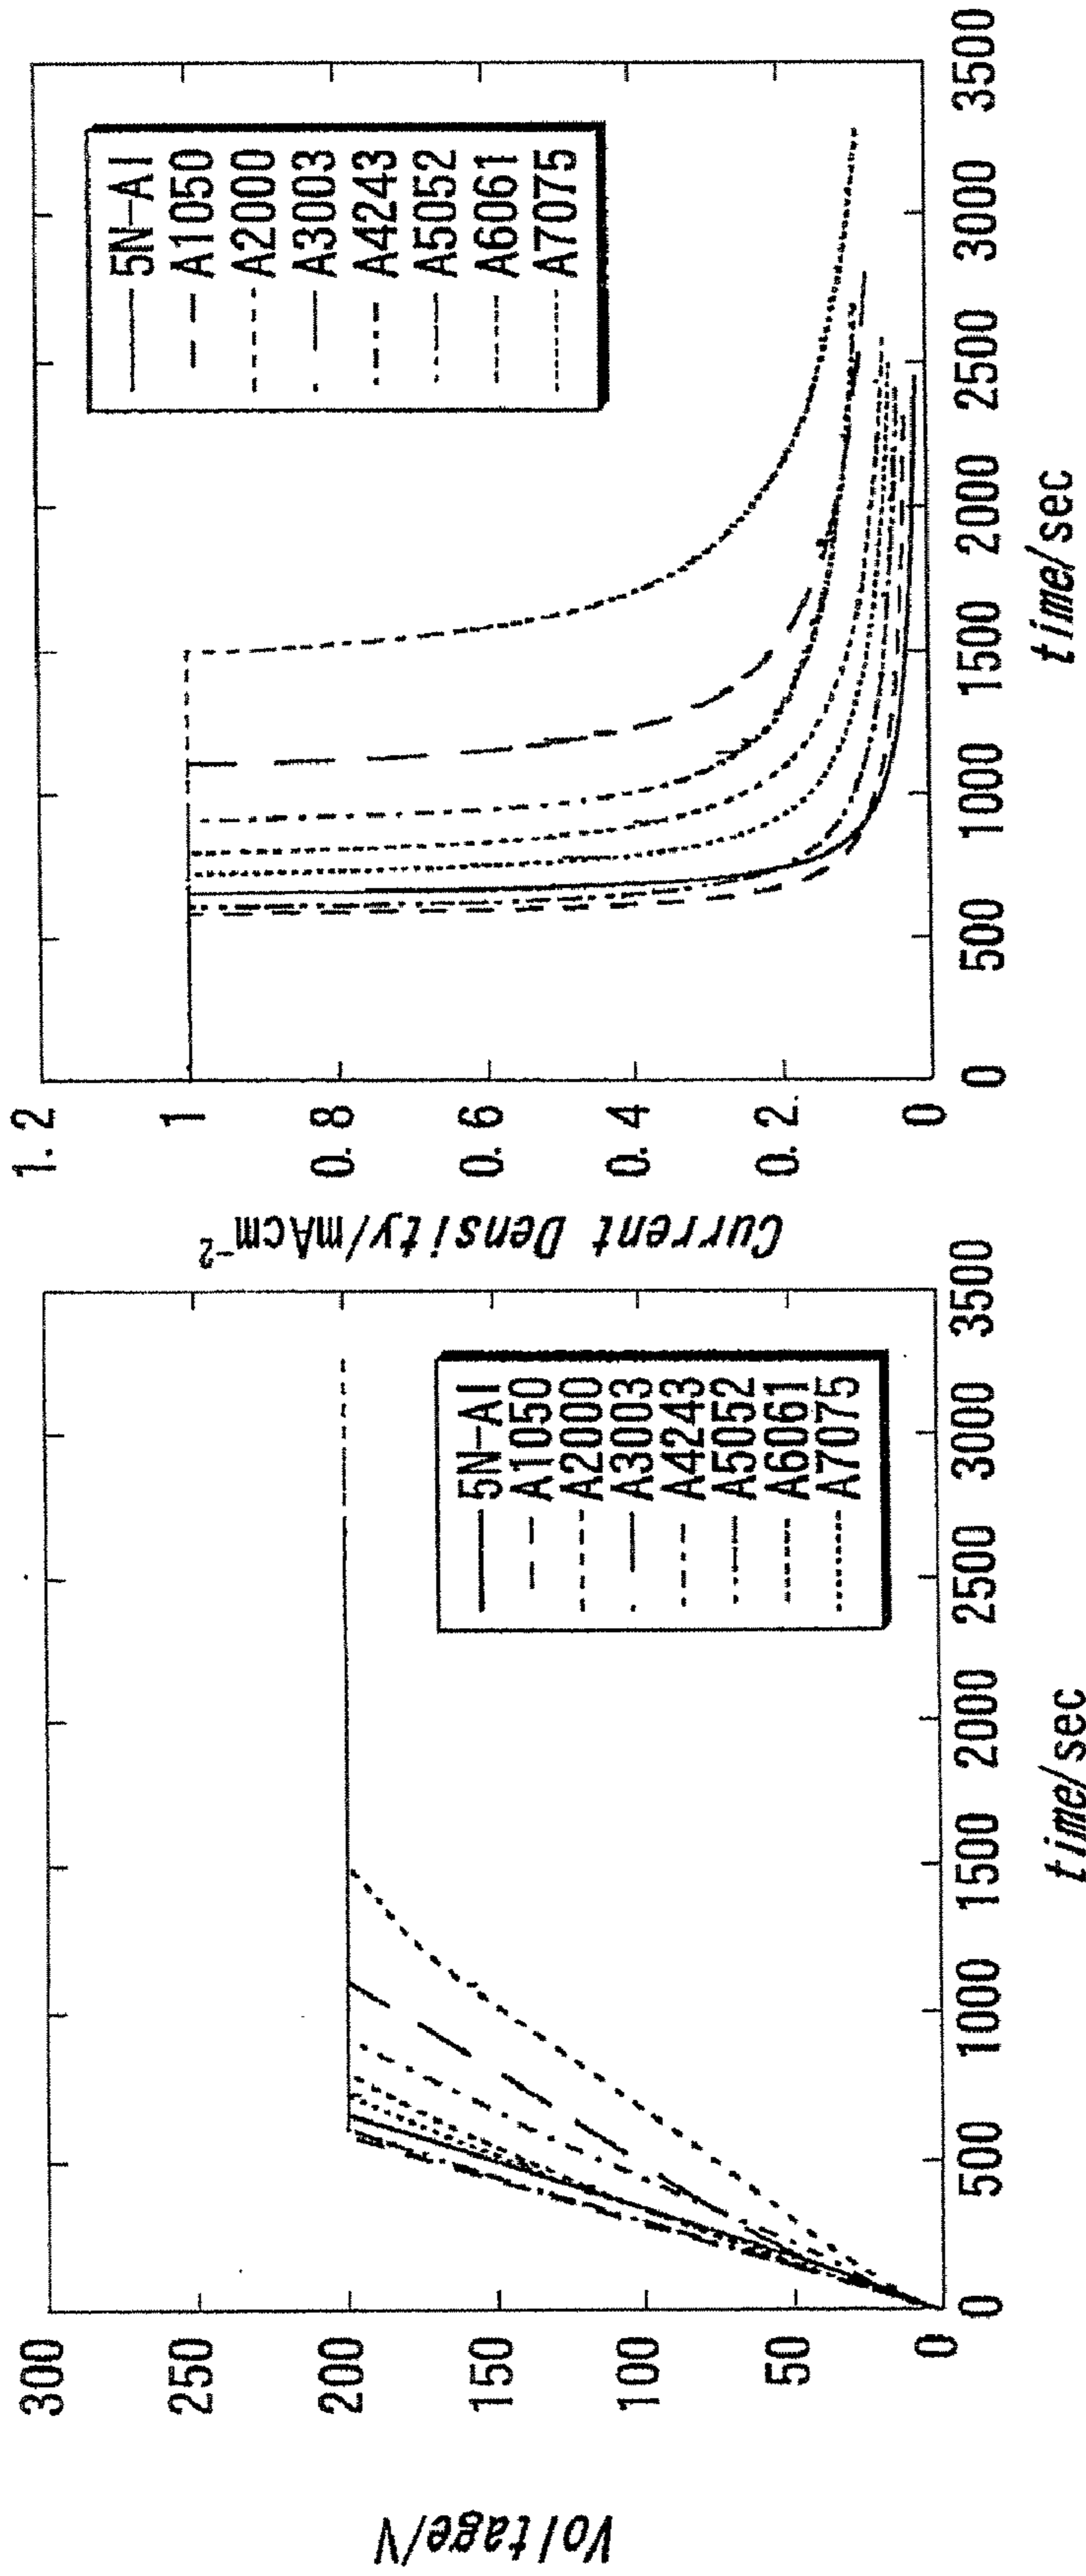 Voltage/V
300
250
200
150
100
50
0
0 500 1000 1500 2000 2500 3000 3500
time/sec
5N-Al
A1050
A2000
A3003
A4243
A5052
A6061
A7075
Current Density/mAcm⁻²
1.2
1
0.8
0.6
0.4
0.2.
0
0 500 1000 1500 2000 2500 3000 3500
time/sec
5N-Al
A1050
A2000
A3003
A4243
A5052
A6061
A7075